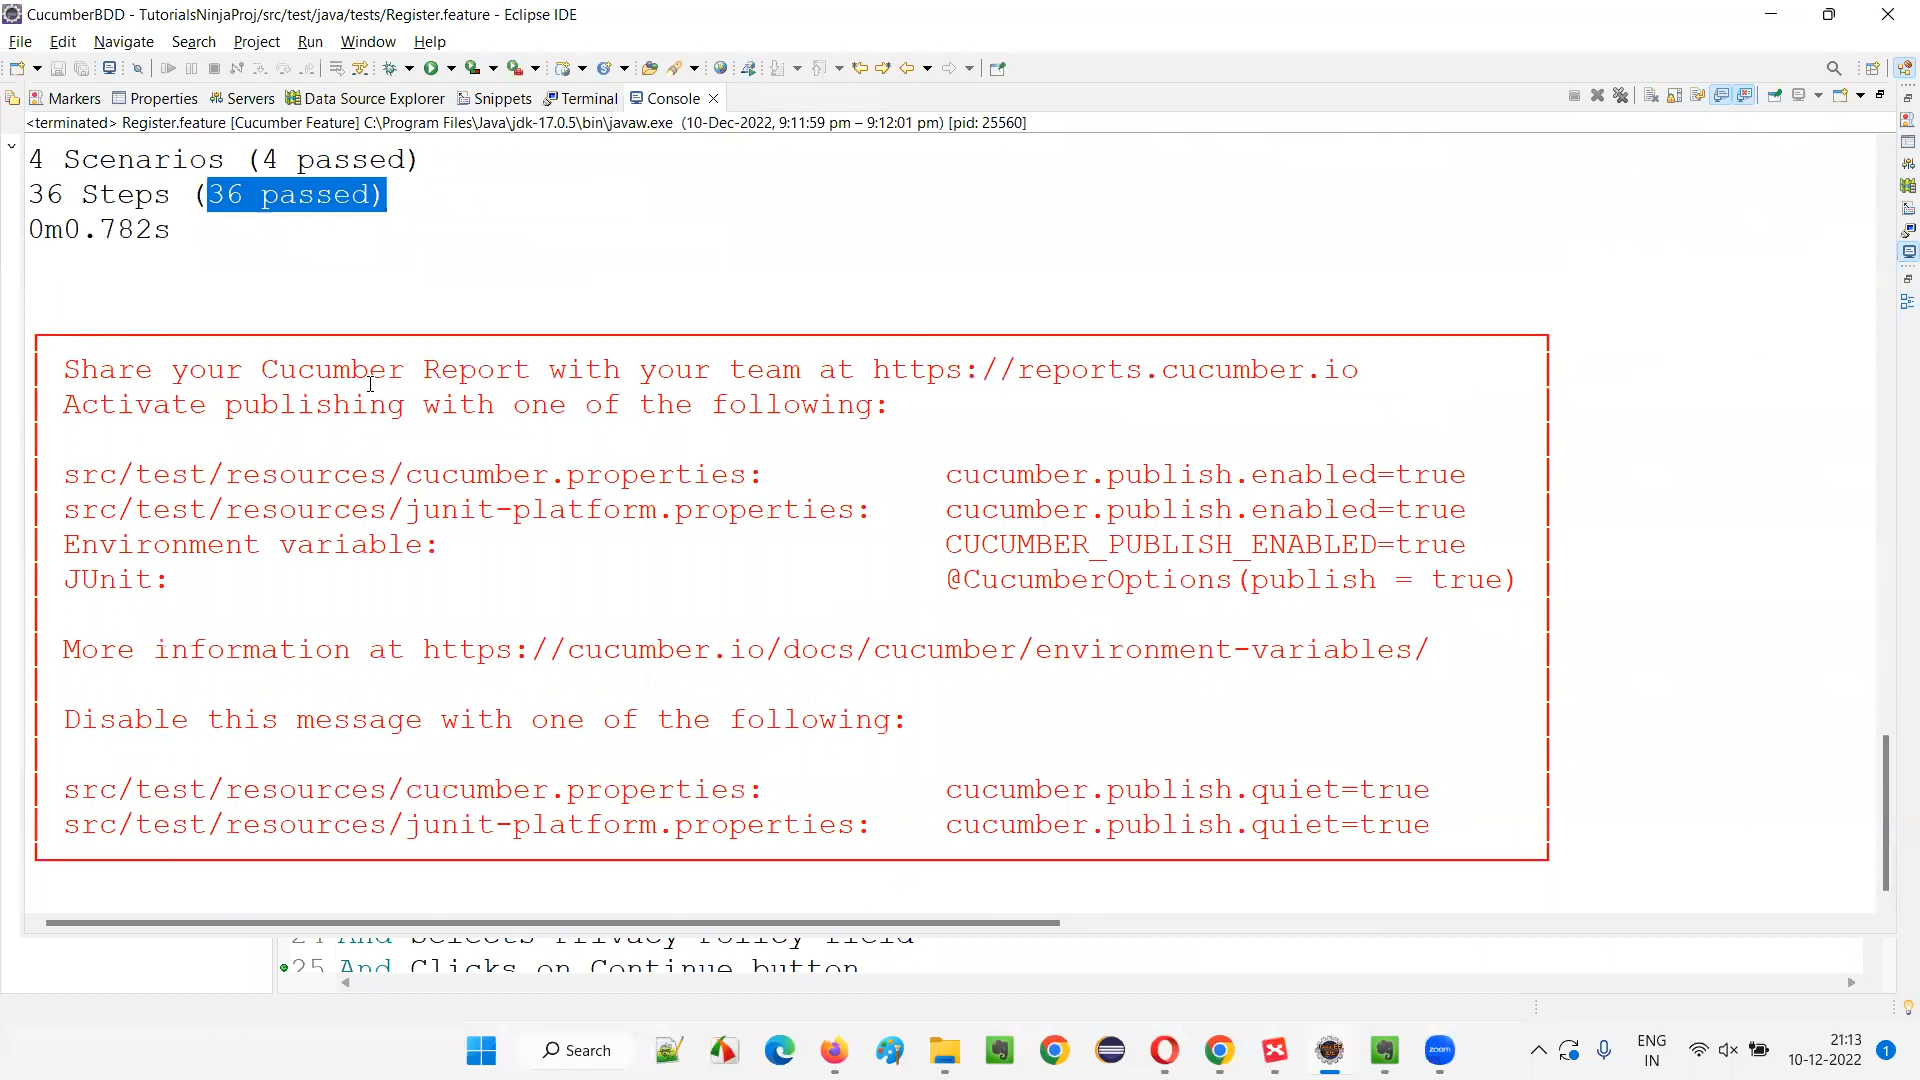 CucumberBDD - TutorialsNinjaProj/src/test/java/tests/Register.feature - Eclipse IDE
File Edit Navigate Search Project Run Window Help
Markers Properties Servers Data Source Explorer Snippets Terminal Console
<terminated> Register.feature [Cucumber Feature] C:\Program Files\Java\jdk-17.0.5\bin\javaw.exe (10-Dec-2022, 9:11:59 pm – 9:12:01 pm) [pid: 25560]
4 Scenarios (4 passed)
36 Steps (36 passed)
0m0.782s
Share your Cucumber Report with your team at https://reports.cucumber.io
Activate publishing with one of the following:
src/test/resources/cucumber.properties: cucumber.publish.enabled=true
src/test/resources/junit-platform.properties: cucumber.publish.enabled=true
Environment variable: CUCUMBER_PUBLISH_ENABLED=true
JUnit: @CucumberOptions(publish = true)
More information at https://cucumber.io/docs/cucumber/environment-variables/
Disable this message with one of the following:
src/test/resources/cucumber.properties: cucumber.publish.quiet=true
src/test/resources/junit-platform.properties: cucumber.publish.quiet=true
24 And Selects Privacy Policy field
25 And Clicks on Continue button
Search
zoom
ENG
IN
21:13
10-12-2022
1